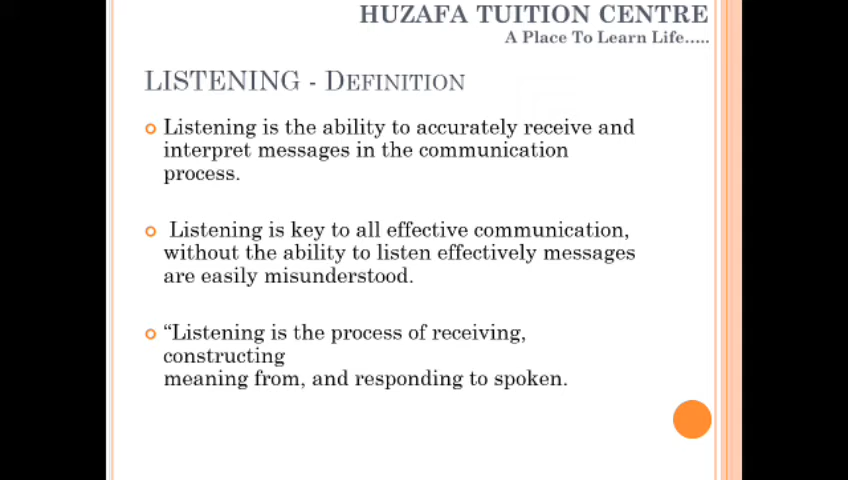 HUZAFA TUITION CENTRE
A Place To Learn Life.....
LISTENING - DEFINITION
Listening is the ability to accurately receive and
interpret messages in the communication
process.
Listening is key to all effective communication,
without the ability to listen effectively messages
are easily misunderstood.
“Listening is the process of receiving,
constructing
meaning from, and responding to spoken.